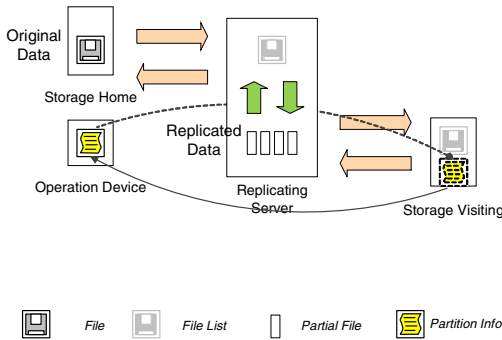 Original
Data
Storage Home
Replicated
Data
Operation Device
Replicating
Server
Storage Visiting
File
File List
Partial File
Partition Info